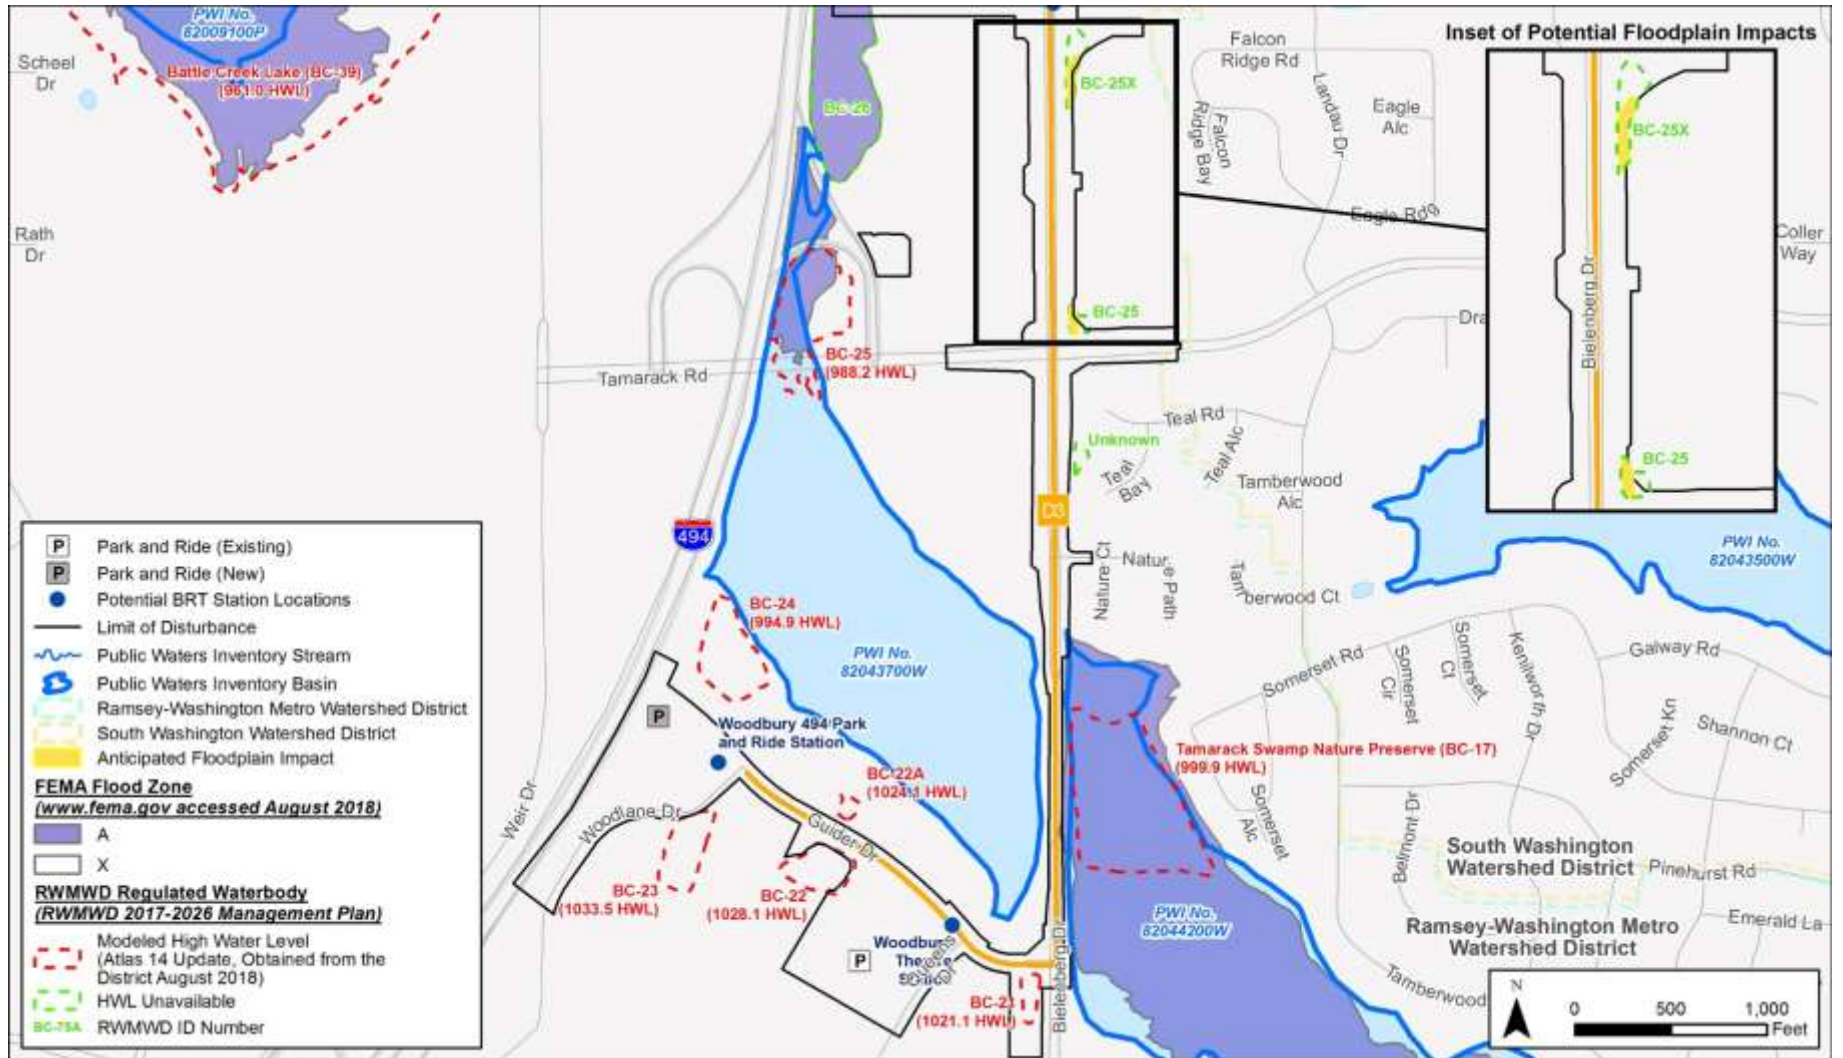 PWI No.
82009100P
Battle Creek Lake (BC-39)
(961.0 HWL)
Scheel
Dr
Rath
Dr
BC-26
BC-25X
BC-25
Falcon
Ridge Rd
Falcon
Ridge Bay
Landau Dr
Eagle
Alc
Eagle Rdg
Inset of Potential Floodplain Impacts
BC-25X
Bielenberg Dr
BC-25
Coller
Way
Dra
Tamarack Rd
BC-25
(988.2 HWL)
Teal Rd
Unknown
Teal
Bay
Teal Alc
Tamberwood
Alc
D3
494
Nature Ct
Natur
e Path
Tam
berwood Ct
PWI No.
82043500W
BC-24
(994.9 HWL)
PWI No.
82043700W
Somerset Rd
Somerset
Cir
Somerset
Ct
Kenilworth Dr
Galway Rd
Somerset Kn
Shannon Ct
P
Woodbury 494 Park
and Ride Station
Tamarack Swamp Nature Preserve (BC-17)
(999.9 HWL)
BC-22A
(1024.1 HWL)
Weir Dr
Woodlane Dr
Guider Dr
Somerset
Alc
Belmont Dr
South Washington
Watershed District
Pinehurst Rd
BC-23
(1033.5 HWL)
BC-22
(1028.1 HWL)
PWI No.
82044200W
Ramsey-Washington Metro
Watershed District
Emerald La
P
Queens
Dr
Bielenberg Dr
(1021.1 HWL)
Tamberwood
P Park and Ride (Existing)
P Park and Ride (New)
Potential BRT Station Locations
Limit of Disturbance
Public Waters Inventory Stream
Public Waters Inventory Basin
Ramsey-Washington Metro Watershed District
South Washington Watershed District
Anticipated Floodplain Impact
FEMA Flood Zone
(www.fema.gov accessed August 2018)
A
X
RWMWD Regulated Waterbody
(RWMWD 2017-2026 Management Plan)
Modeled High Water Level
(Atlas 14 Update, Obtained from the
District August 2018)
HWL Unavailable
BC-75A RWMWD ID Number
N
0 500 1,000
Feet